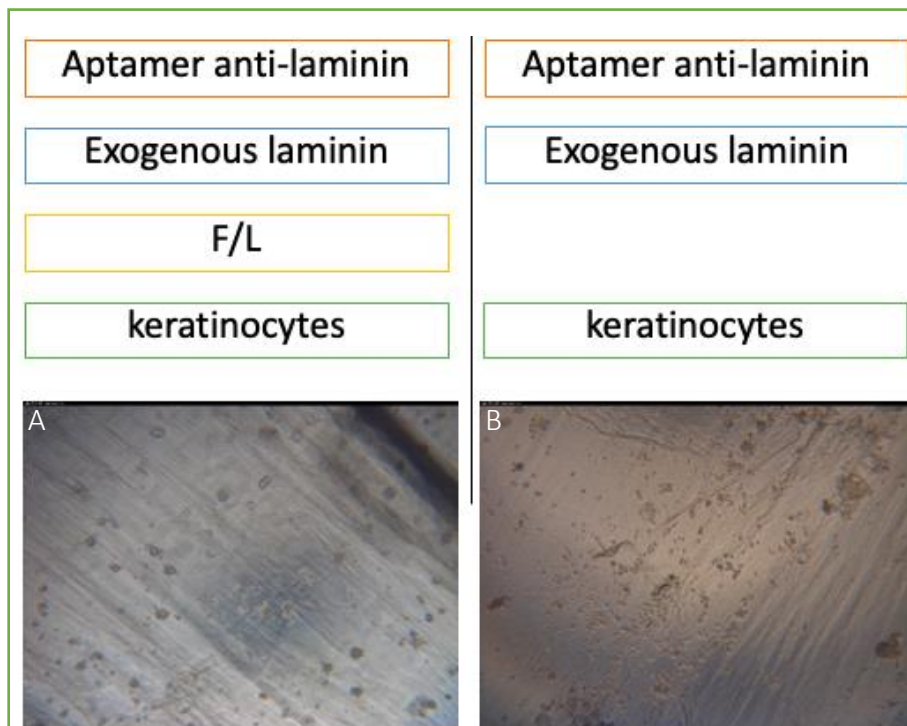 Aptamer anti-laminin
Exogenous laminin
F/L
keratinocytes
A
Aptamer anti-laminin
Exogenous laminin
keratinocytes
B